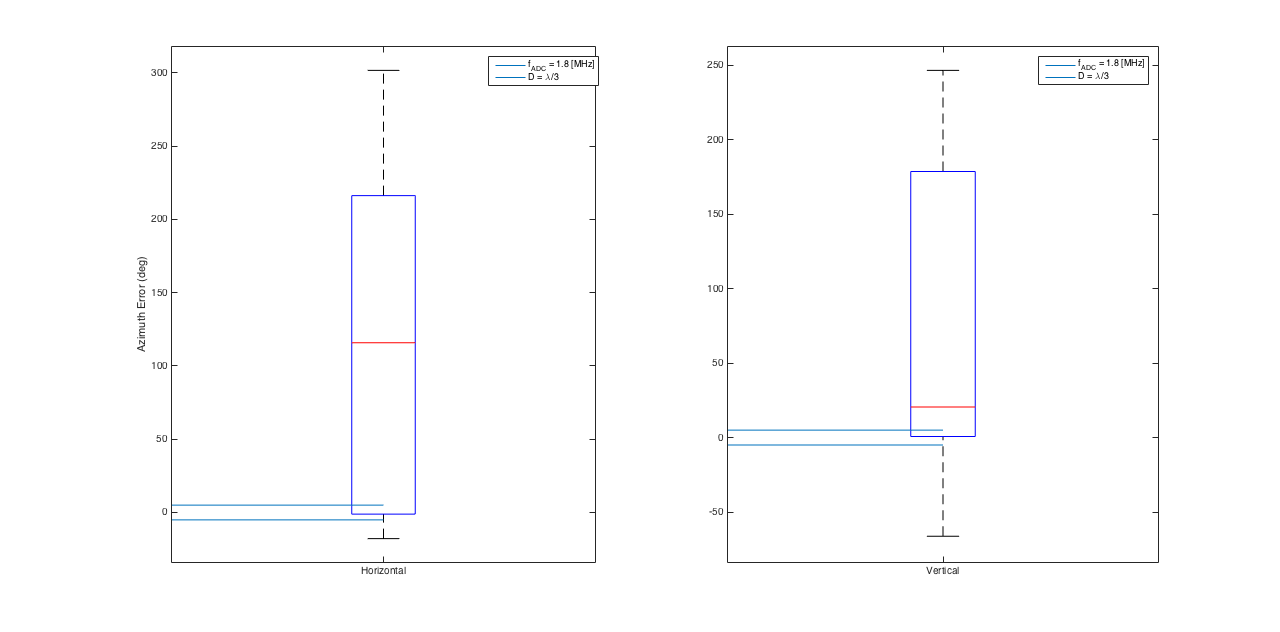 f_ADC = 1.8 [MHz]
D = λ/3
300
250
200
150
100
50
0
Azimuth Error (deg)
Horizontal
f_ADC = 1.8 [MHz]
D = λ/3
250
200
150
100
50
0
-50
Vertical